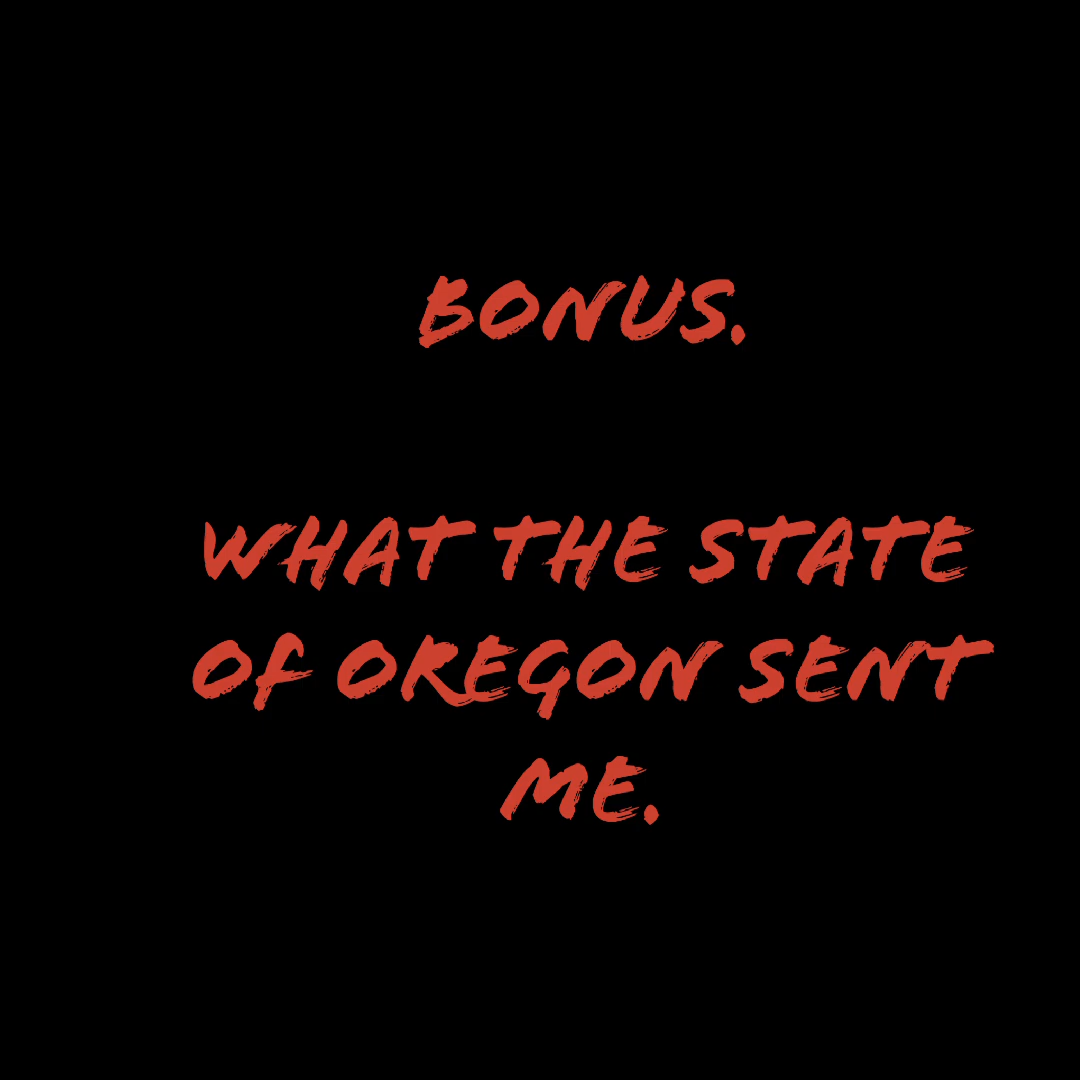 BONUS.
WHAT THE STATE
OF OREGON SENT
ME.